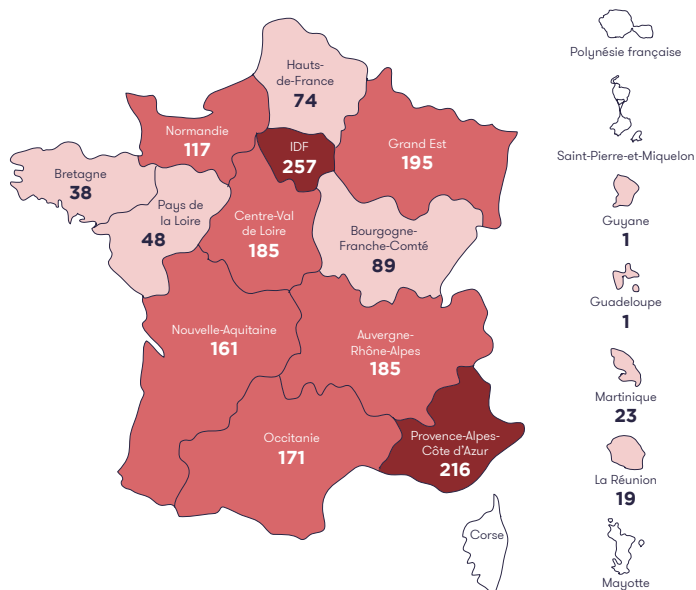 Hauts-
de-France
74
Normandie
117
IDF
257
Grand Est
195
Bretagne
38
Pays de
la Loire
48
Centre-Val
de Loire
185
Bourgogne-
Franche-Comté
89
Nouvelle-Aquitaine
161
Auvergne-
Rhône-Alpes
185
Occitanie
171
Provence-Alpes-
Côte d'Azur
216
Corse
Polynésie française
Saint-Pierre-et-Miquelon
Guyane
1
Guadeloupe
1
Martinique
23
La Réunion
19
Mayotte